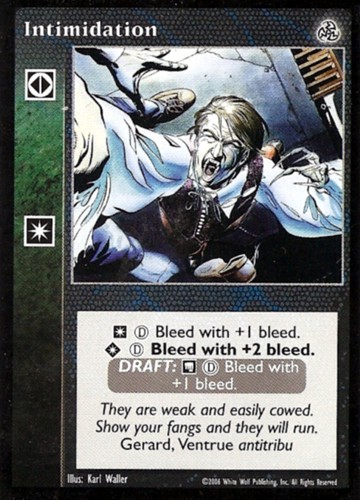 Intimidation
Ⓓ Bleed with +1 bleed.
Ⓓ Bleed with +2 bleed.
DRAFT: Ⓓ Bleed with
+1 bleed.
They are weak and easily cowed.
Show your fangs and they will run.
Gerard, Ventrue antitribu
Illus: Karl Waller
©2006 White Wolf Publishing, Inc. All Rights Reserved